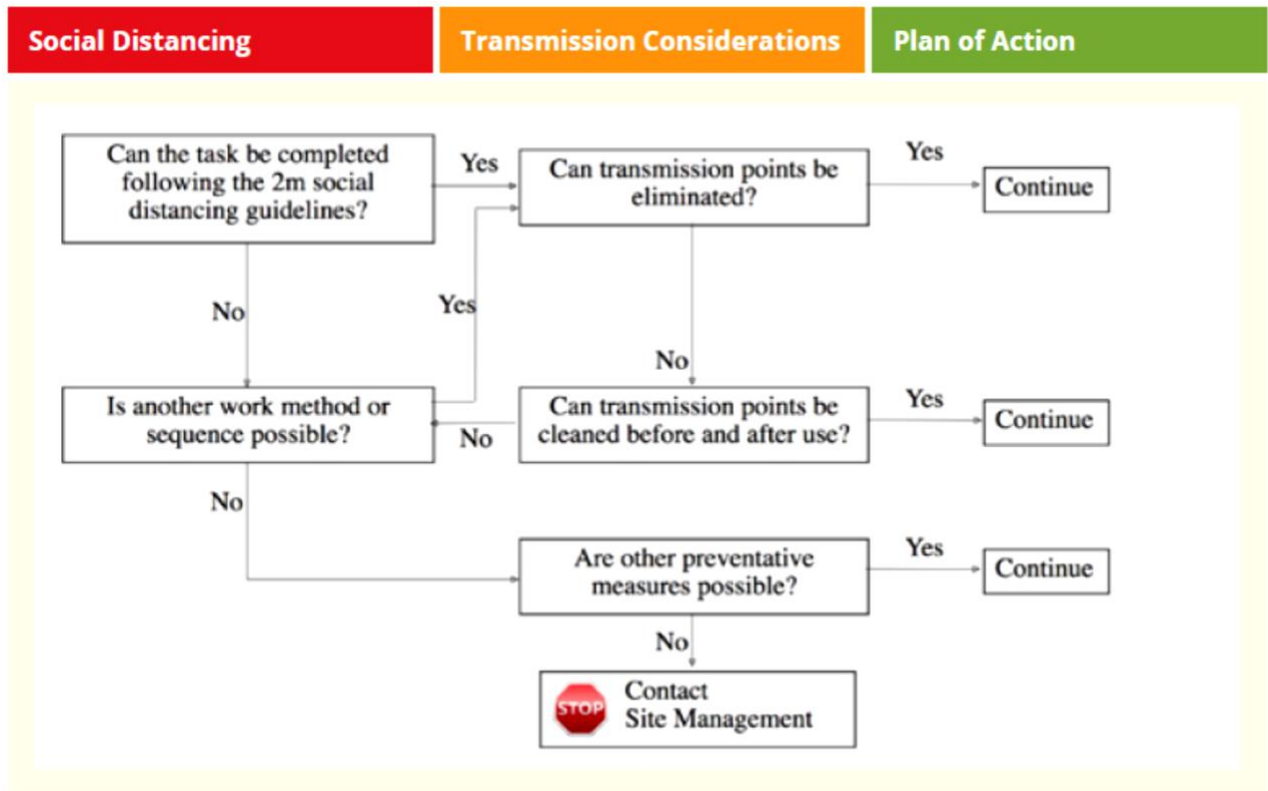 Social Distancing
Transmission Considerations
Plan of Action
Can the task be completed
following the 2m social
distancing guidelines?
Yes
Can transmission points be
eliminated?
Yes
Continue
No
Yes
No
Is another work method or
sequence possible?
No
Can transmission points be
cleaned before and after use?
Yes
Continue
No
Are other preventative
measures possible?
Yes
Continue
No
STOP
Contact
Site Management